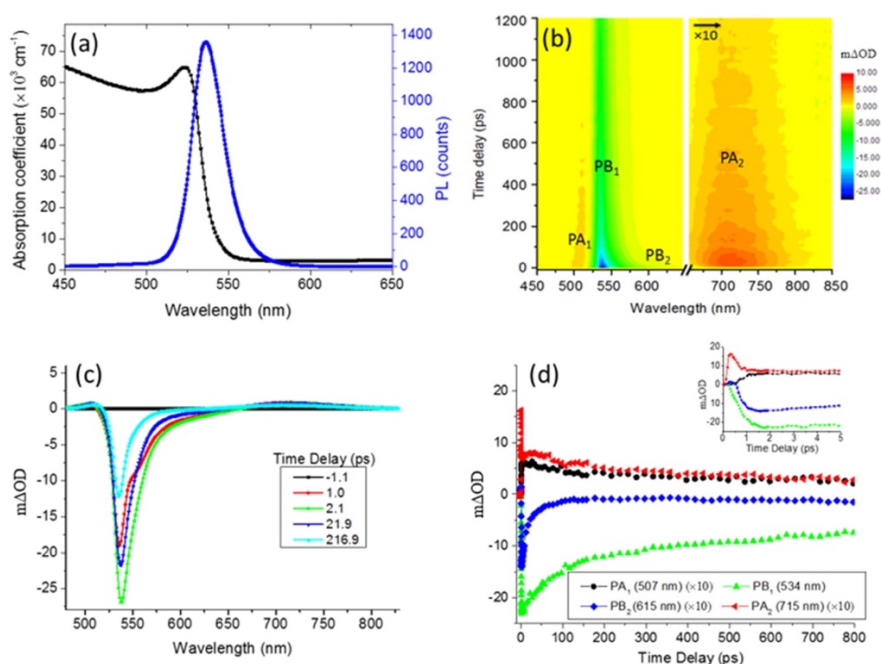 (a)
Absorption coefficient (×10³ cm⁻¹)
70
60
50
40
30
20
10
0
1400
1200
1000
800
600
400
200
0
PL (counts)
450 500 550 600 650
Wavelength (nm)
(b)
×10
mΔOD
Time delay (ps)
1200
1000
800
600
400
200
0
PA₁
PB₁
PB₂
PA₂
10.00
5.000
0.000
-5.000
-10.00
-15.00
-20.00
-25.00
450 500 550 600 700 750 800 850
Wavelength (nm)
(c)
mΔOD
5
0
-5
-10
-15
-20
-25
Time Delay (ps)
-1.1
1.0
2.1
21.9
216.9
500 550 600 650 700 750 800
Wavelength (nm)
(d)
mΔOD
20
10
0
-10
-20
mΔOD
20
10
0
-10
-20
0 1 2 3 4 5
Time Delay (ps)
PA₁ (507 nm) (×10)
PB₁ (534 nm)
PB₂ (615 nm) (×10)
PA₂ (715 nm) (×10)
0 100 200 300 400 500 600 700 800
Time Delay (ps)